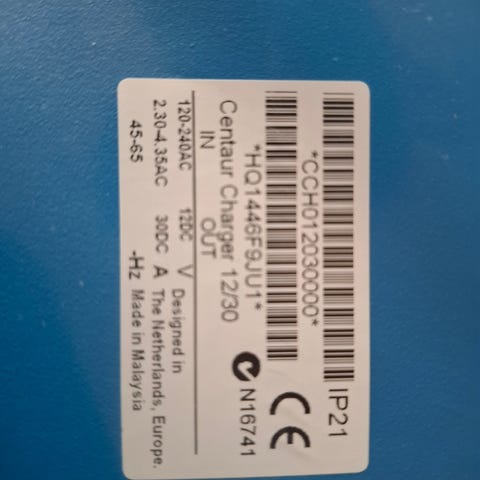 IP21
*CCH012030000*
*HQ1446F9JU1*
Centaur Charger 12/30
N16741
IN OUT
120-240AC 12DC V Designed in
2.30-4.35AC 30DC A The Netherlands, Europe.
45-65 -Hz Made in Malaysia
CE